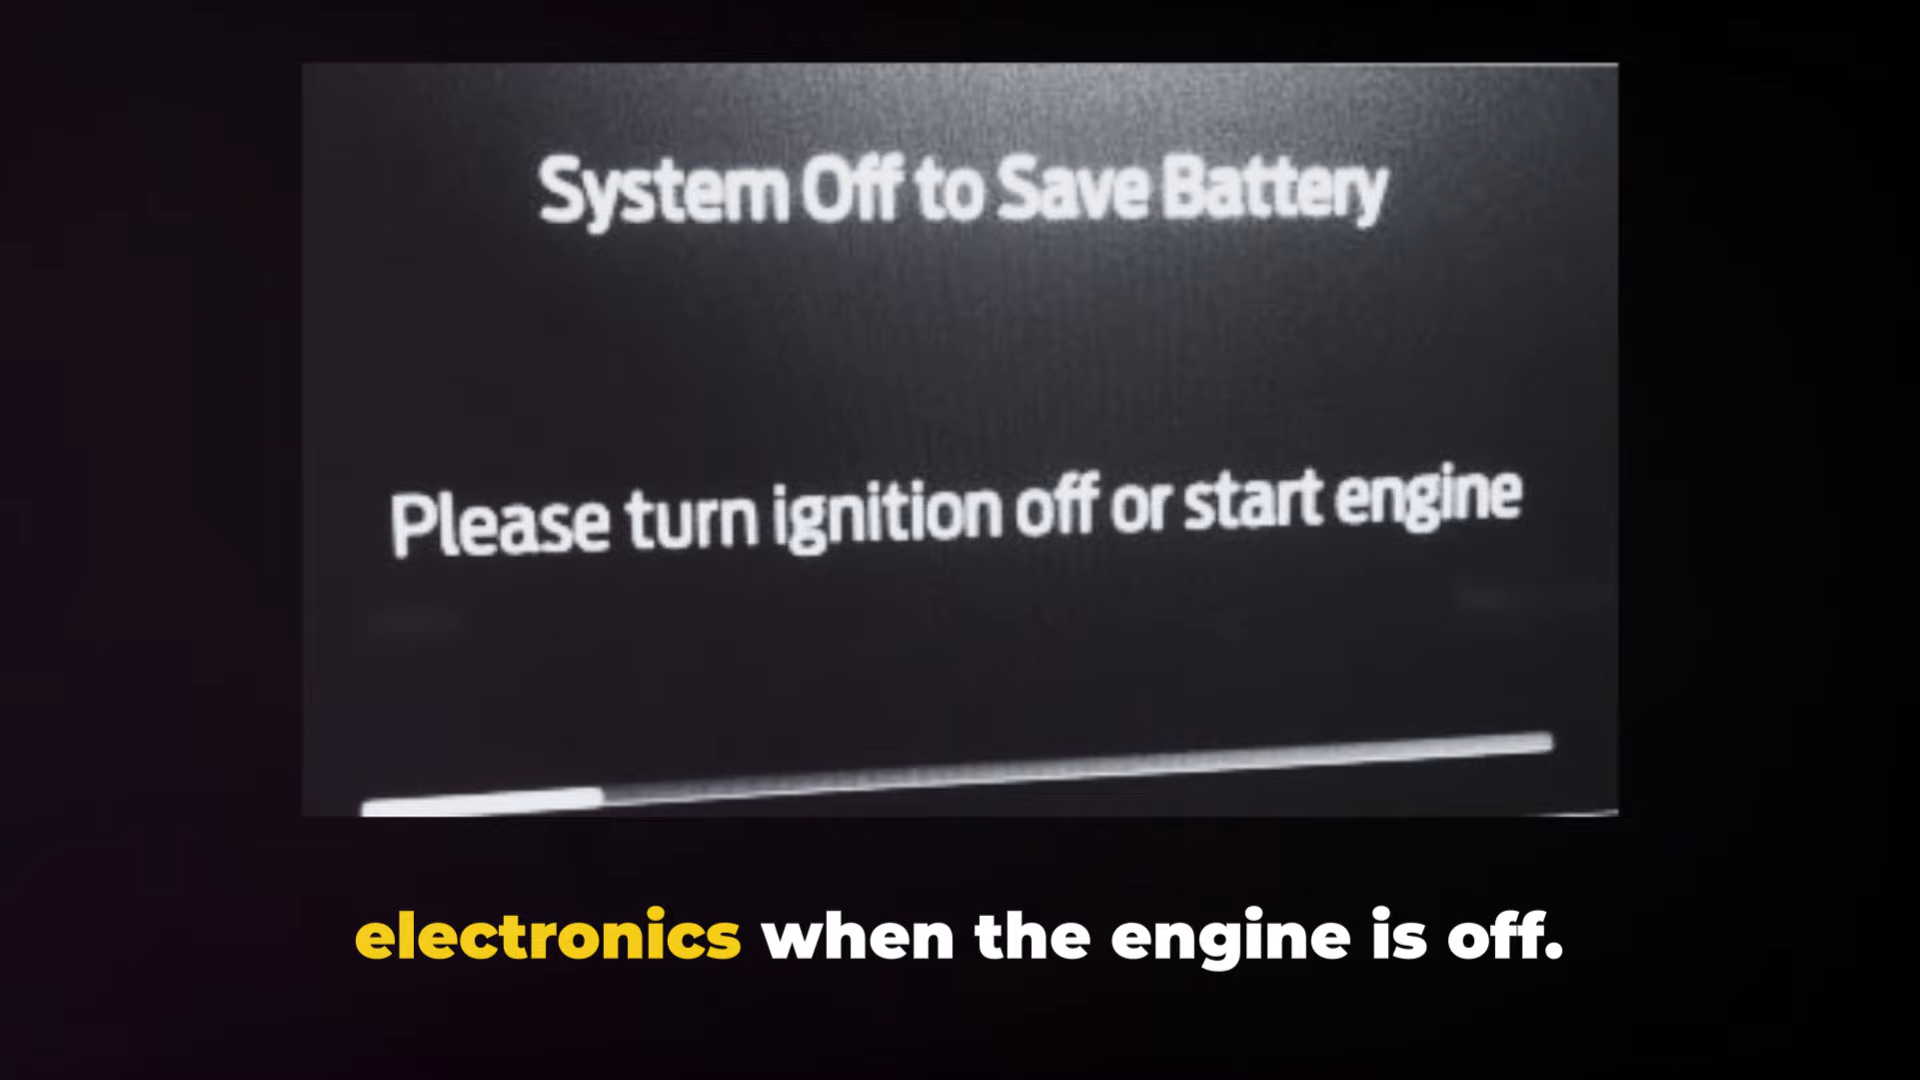 System Off to Save Battery
Please turn ignition off or start engine
electronics when the engine is off.